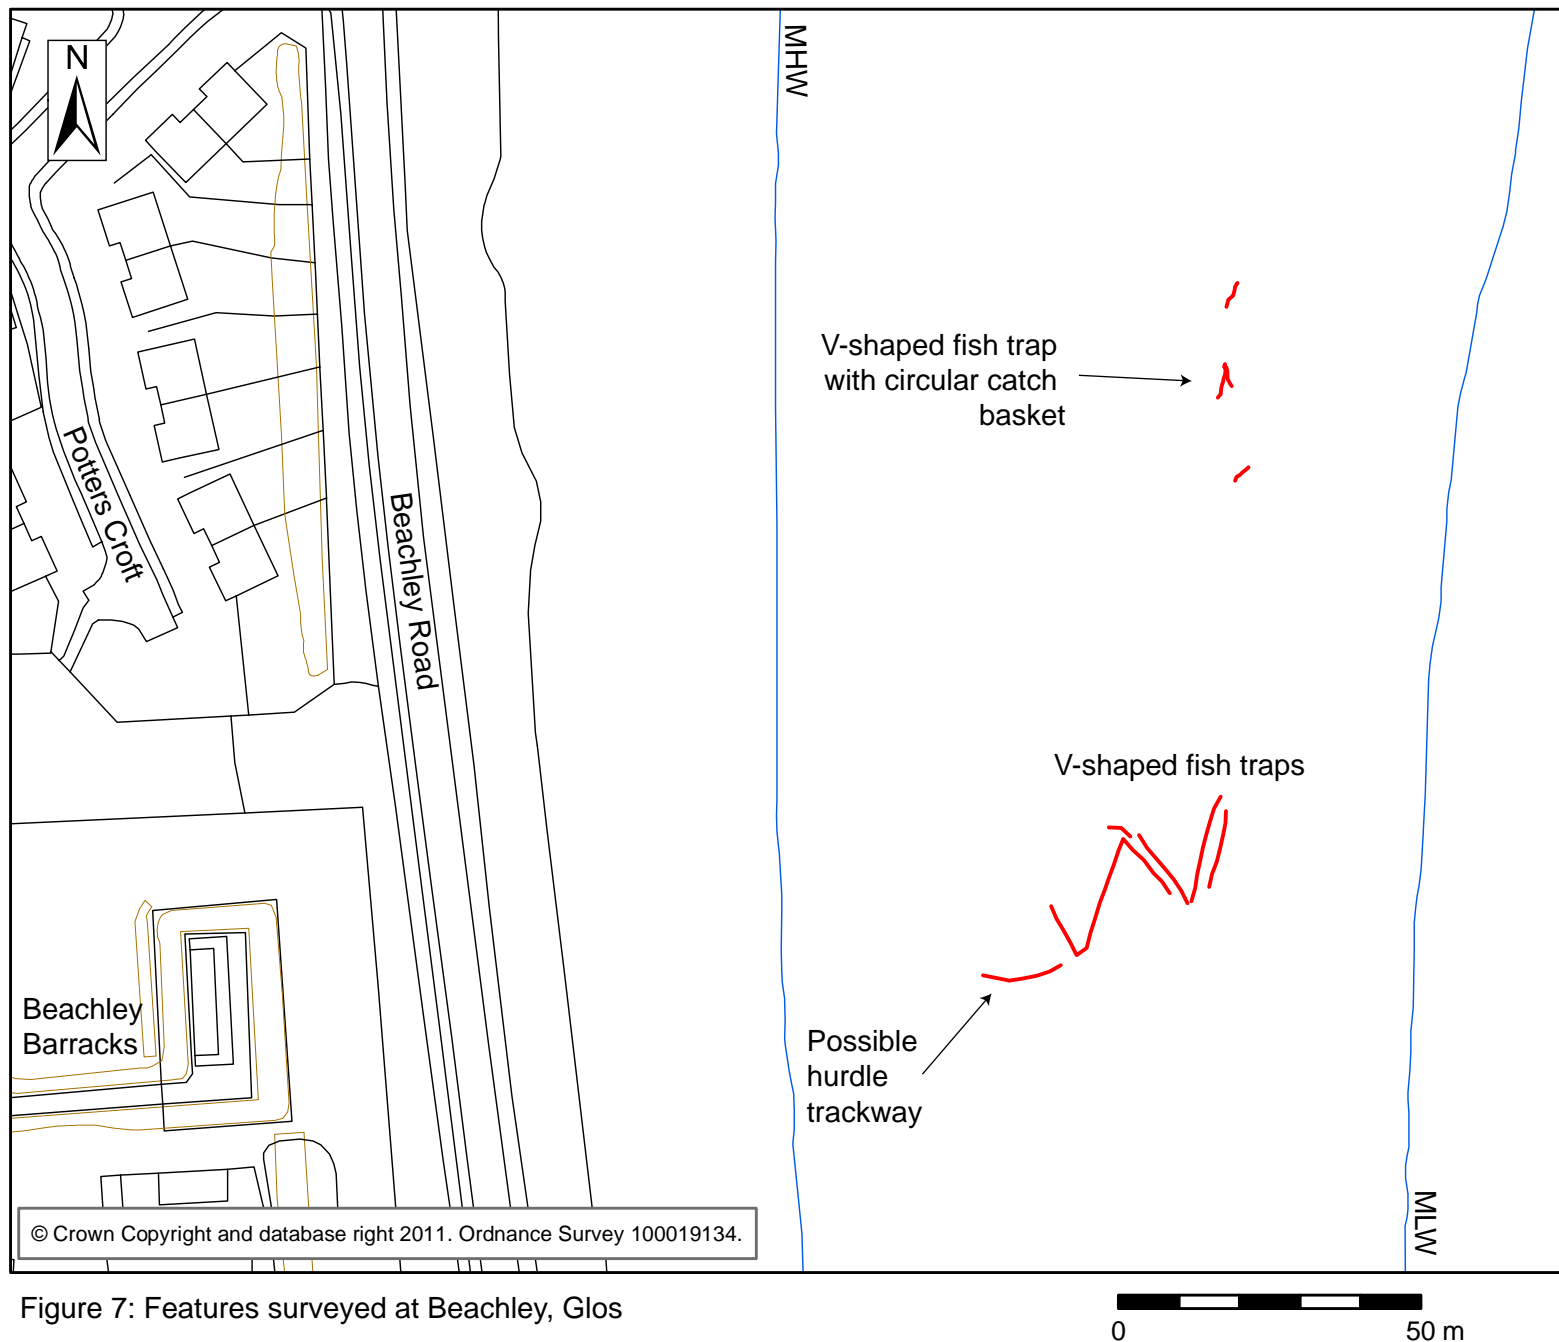 N
MHW
V-shaped fish trap
with circular catch
basket
Potters Croft
Beachley Road
V-shaped fish traps
Beachley
Barracks
Possible
hurdle
trackway
MLW
© Crown Copyright and database right 2011. Ordnance Survey 100019134.
Figure 7: Features surveyed at Beachley, Glos
0 50 m